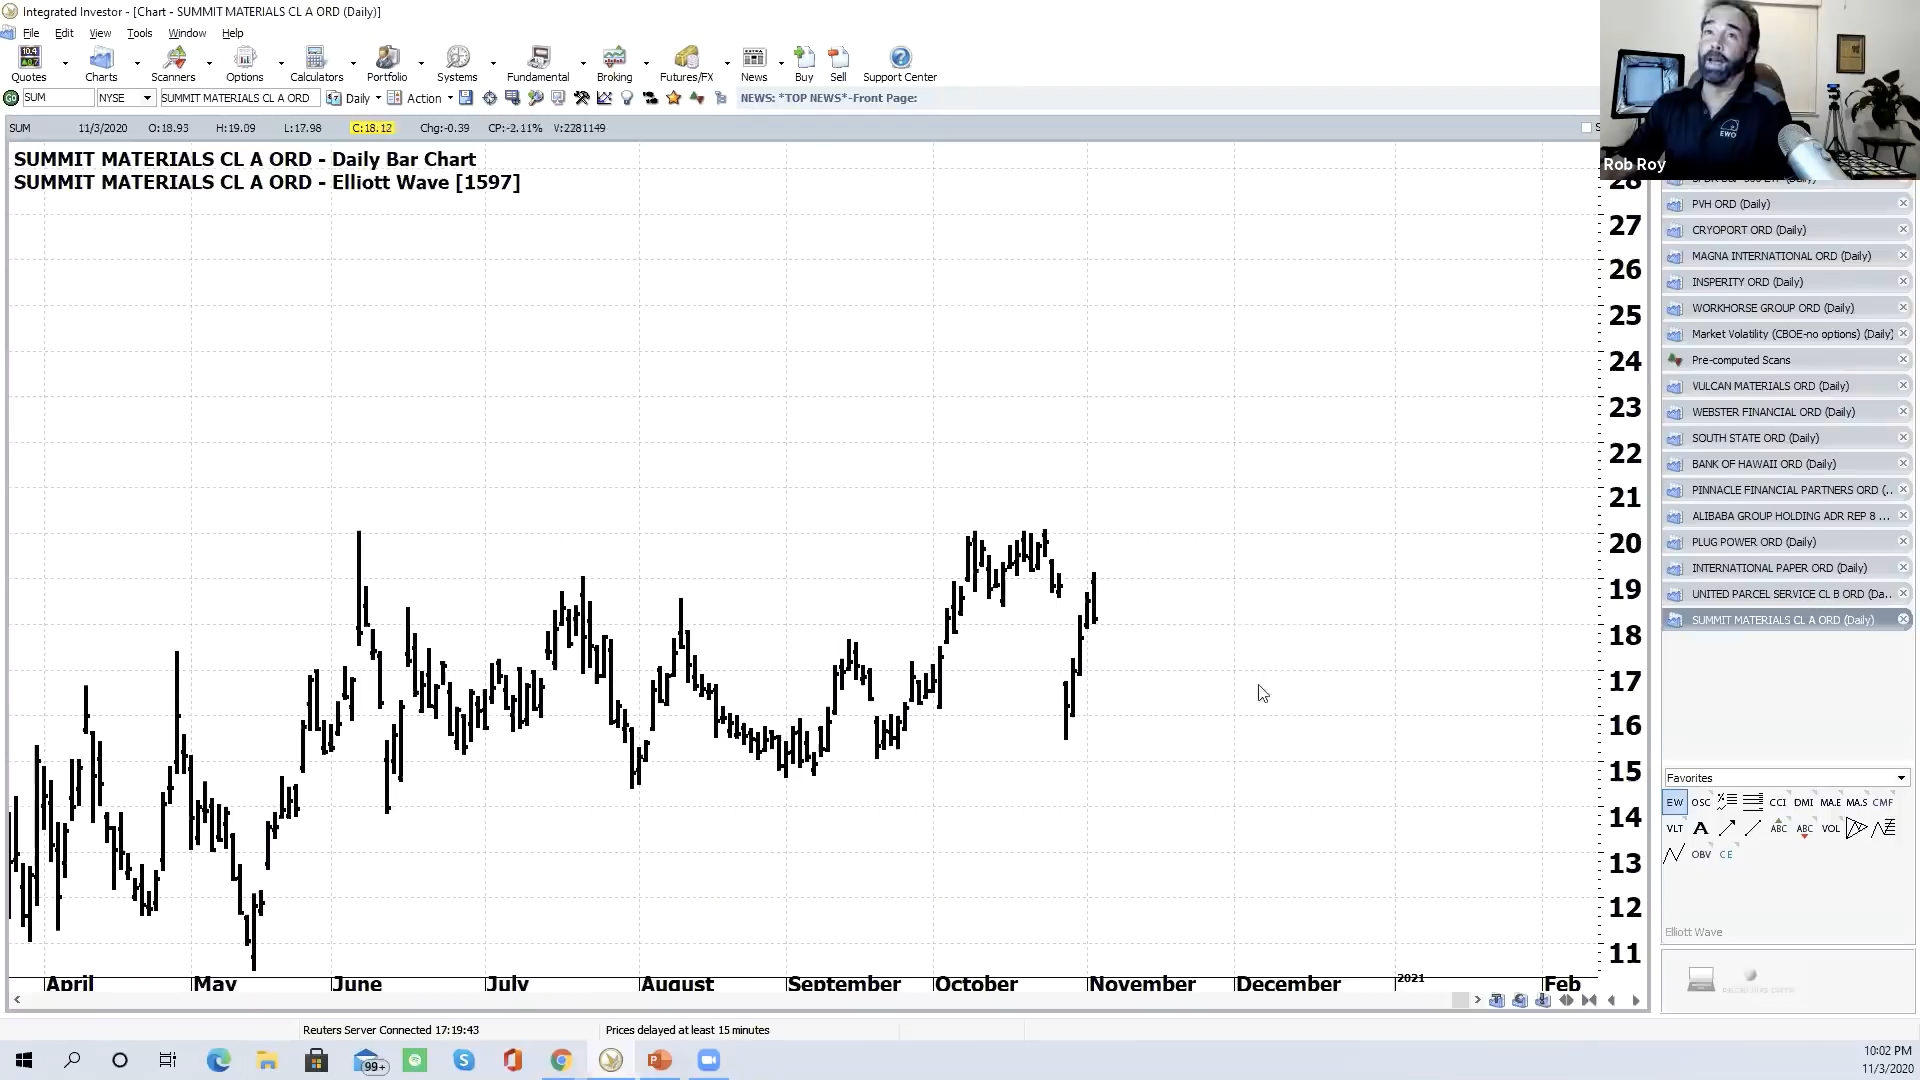 Integrated Investor - [Chart - SUMMIT MATERIALS CL A ORD (Daily)]
File Edit View Tools Window Help
Quotes Charts Scanners Options Calculators Portfolio Systems Fundamental Broking Futures/FX News Buy Sell Support Center
SUM NYSE SUMMIT MATERIALS CL A ORD Daily Action NEWS: *TOP NEWS*-Front Page:
SUM 11/3/2020 O:18.93 H:19.09 L:17.98 C:18.12 Chg:-0.39 CP:-2.11% V:2281149
SUMMIT MATERIALS CL A ORD - Daily Bar Chart
SUMMIT MATERIALS CL A ORD - Elliott Wave [1597]
EWO
Rob Roy
28
27
26
25
24
23
22
21
20
19
18
17
16
15
14
13
12
11
April May June July August September October November December 2021 Feb
PVH ORD (Daily)
CRYOPORT ORD (Daily)
MAGNA INTERNATIONAL ORD (Daily)
INSPERITY ORD (Daily)
WORKHORSE GROUP ORD (Daily)
Market Volatility (CBOE-no options) (Daily)
Pre-computed Scans
VULCAN MATERIALS ORD (Daily)
WEBSTER FINANCIAL ORD (Daily)
SOUTH STATE ORD (Daily)
BANK OF HAWAII ORD (Daily)
PINNACLE FINANCIAL PARTNERS ORD (..
ALIBABA GROUP HOLDING ADR REP 8 ...
PLUG POWER ORD (Daily)
INTERNATIONAL PAPER ORD (Daily)
UNITED PARCEL SERVICE CL B ORD (Da..
SUMMIT MATERIALS CL A ORD (Daily)
Favorites
EW OSC CCI DMI MA.E MA.S CMF
VLT A ABC ABC VOL
OBV CE
Elliott Wave
Reuters Server Connected 17:19:43 Prices delayed at least 15 minutes
99+
10:02 PM
11/3/2020